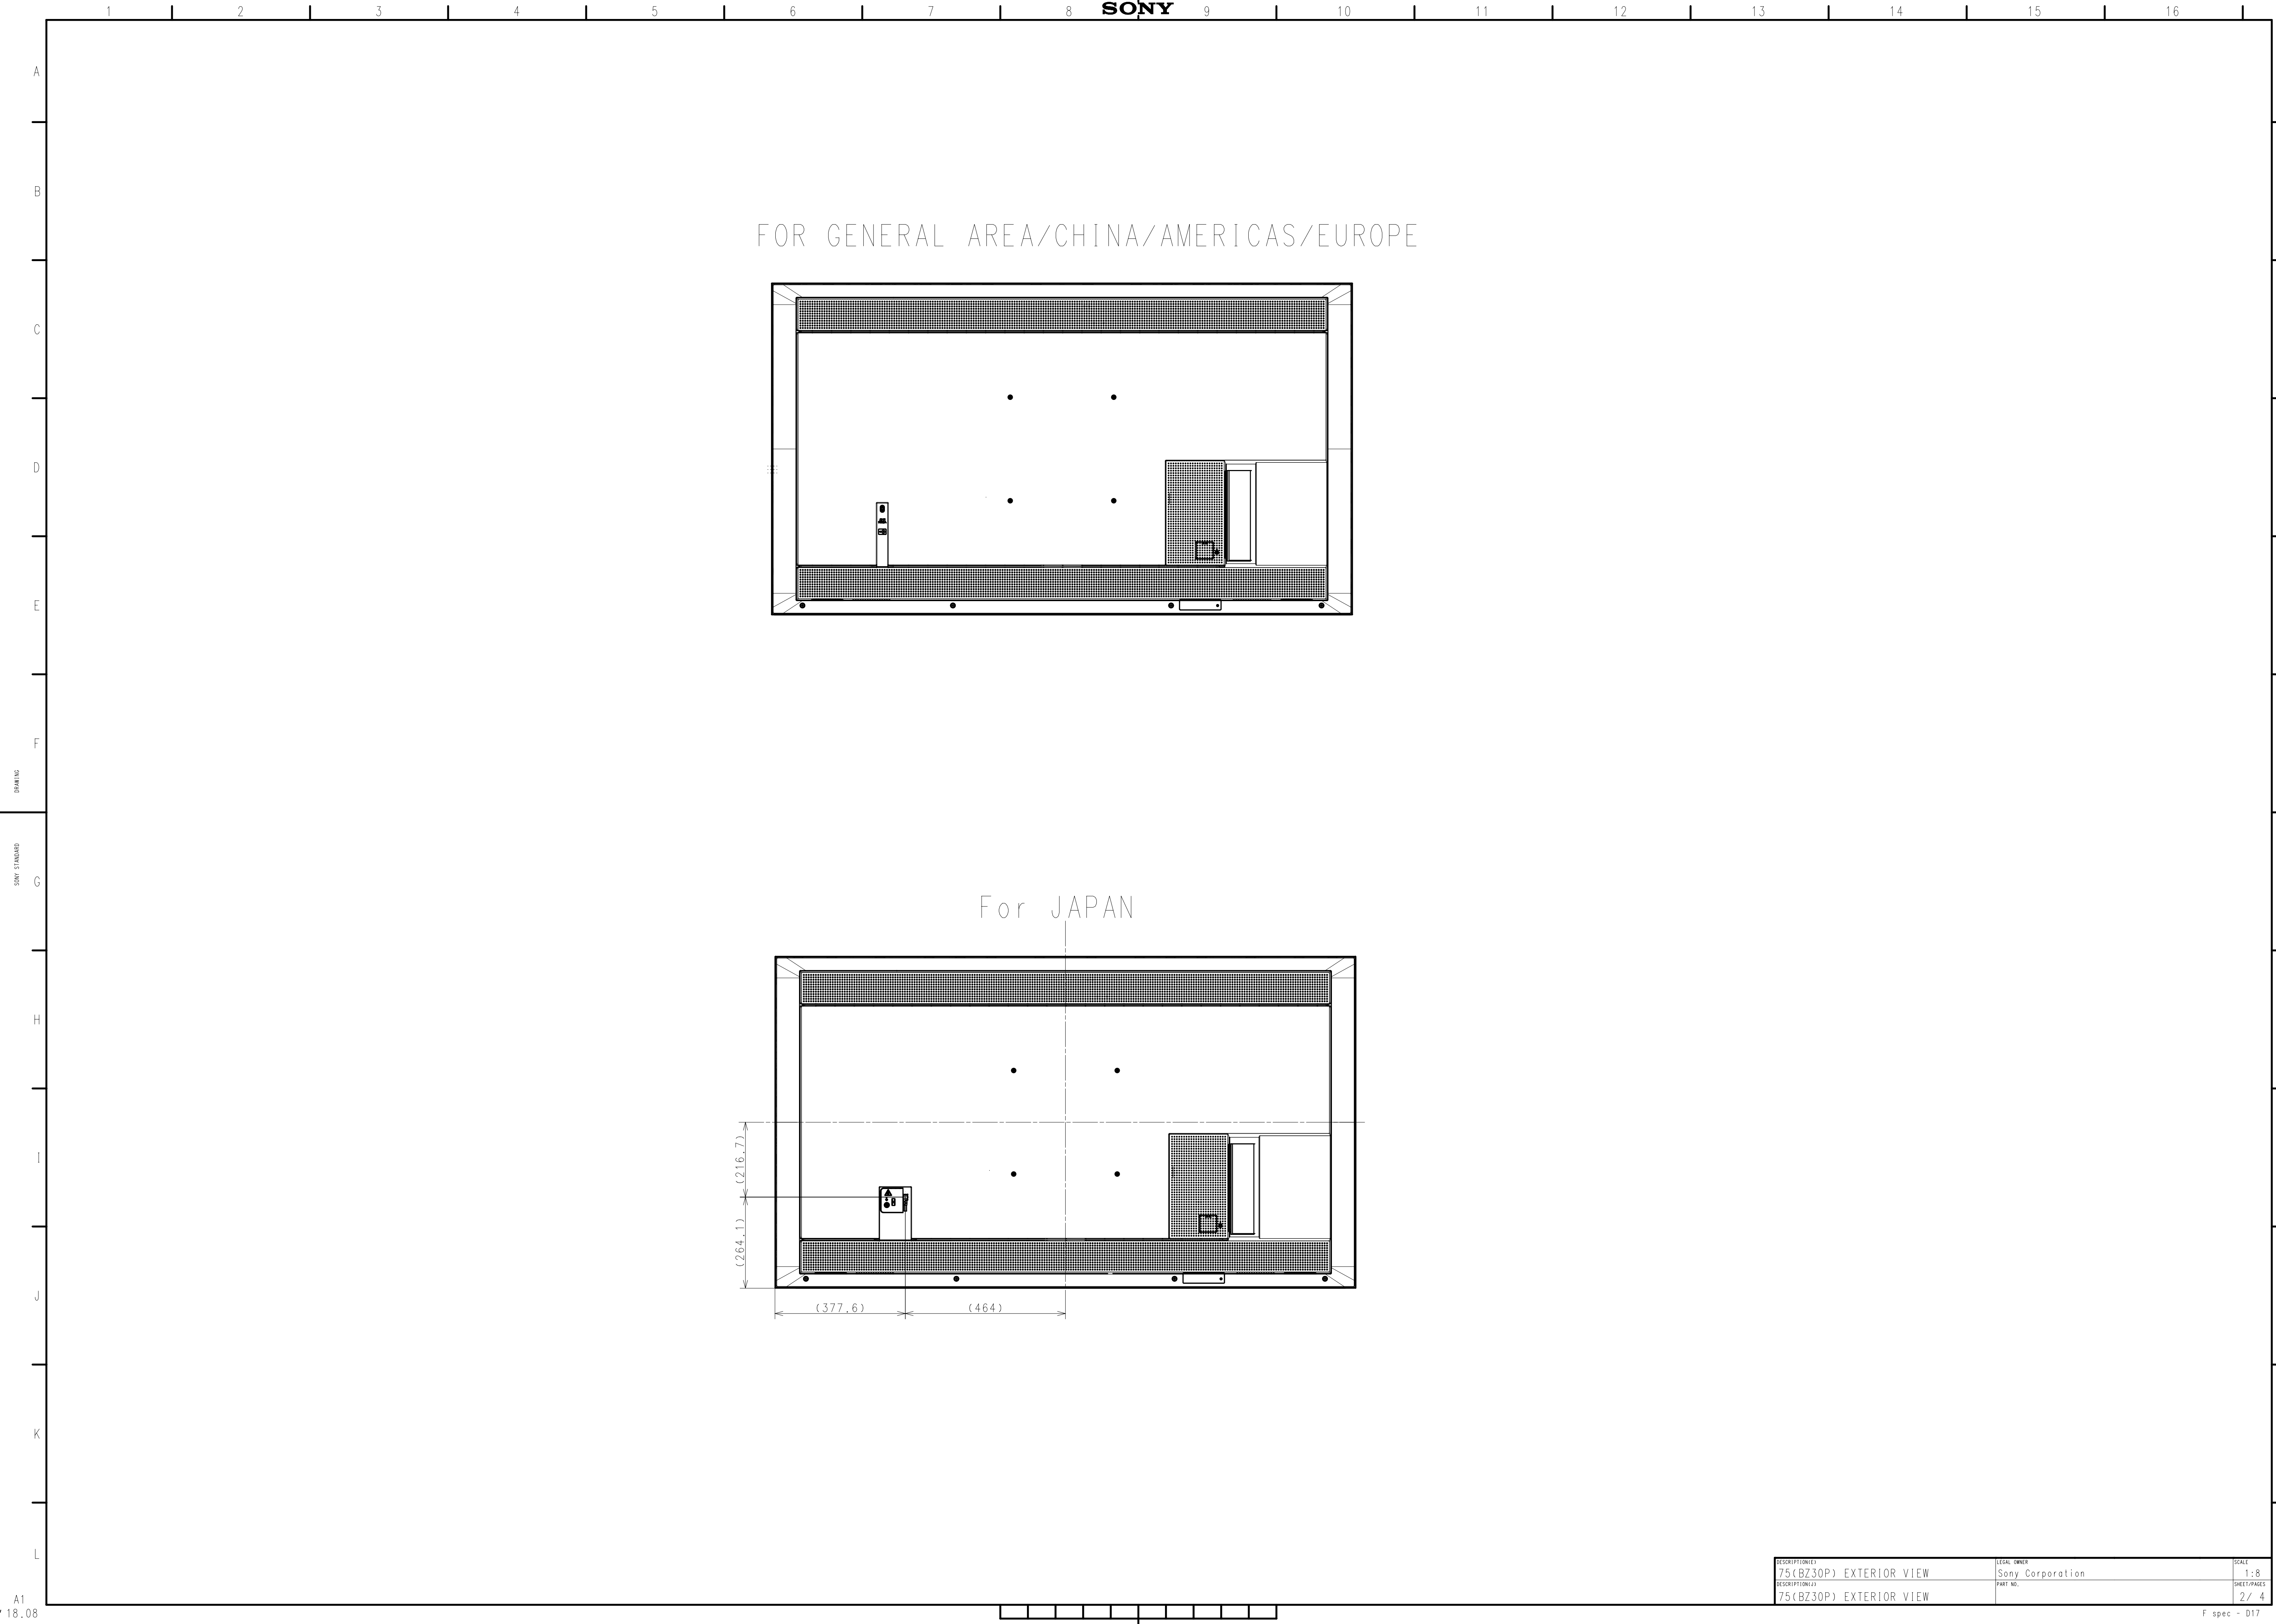 1 2 3 4 5 6 7 8 SONY 9 10 11 12 13 14 15 16
A
B
FOR GENERAL AREA/CHINA/AMERICAS/EUROPE
C
D
E
F
DRAWING
SONY STANDARD
G
For JAPAN
H
(216.7)
I
(264.1)
J
(377.6) (464)
K
L
DESCRIPTION(E) LEGAL OWNER SCALE
75(BZ30P) EXTERIOR VIEW Sony Corporation 1:8
DESCRIPTION(J) PART NO. SHEET/PAGES
75(BZ30P) EXTERIOR VIEW 2/ 4
A1
18.08
F spec - D17